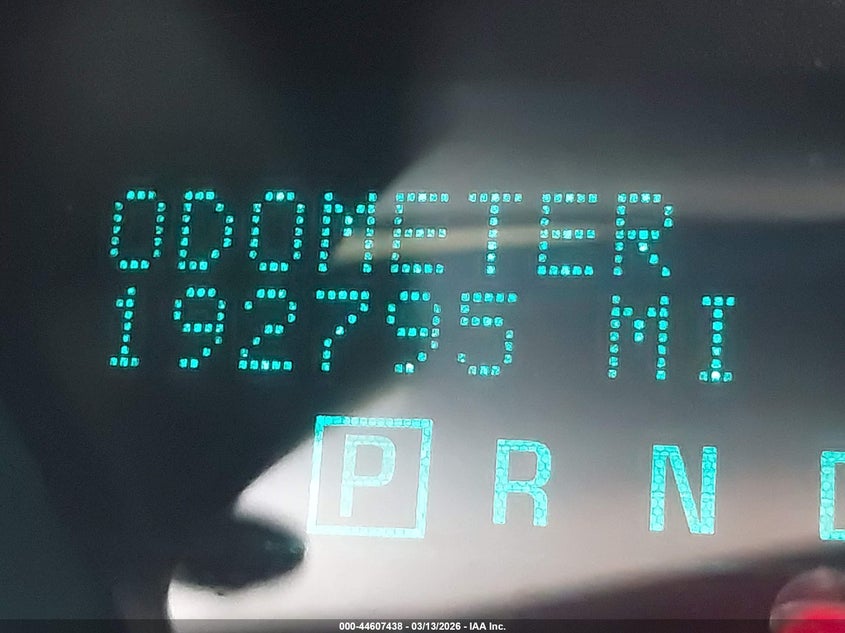 ODOMETER
192795 MI
P R N D
000-44607438 - 03/13/2026 - IAA Inc.